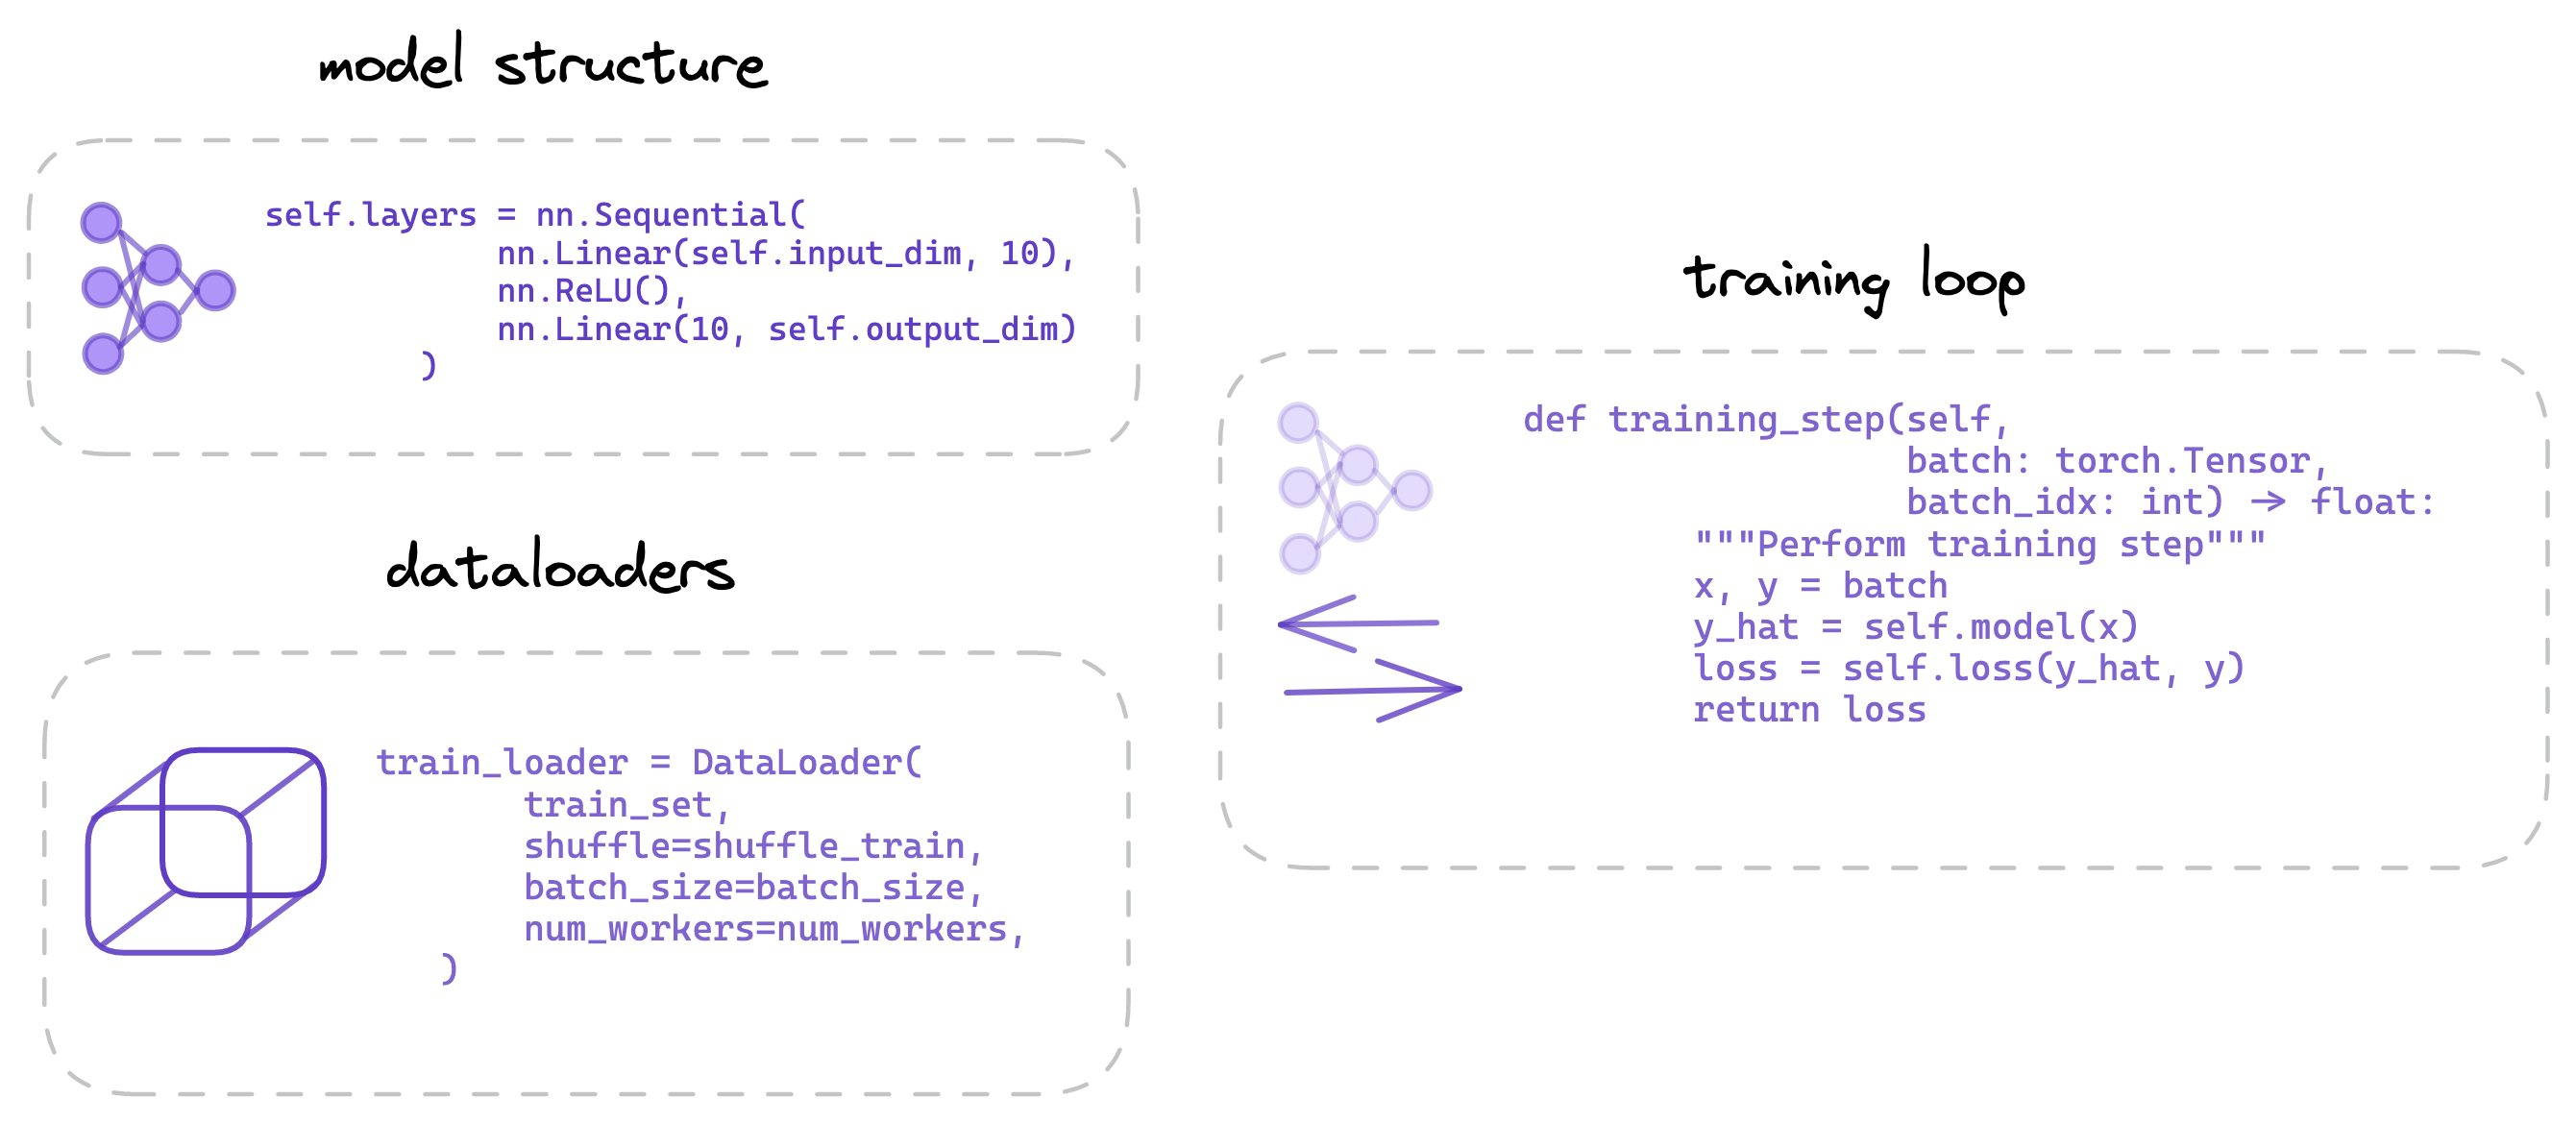 model structure
self.layers = nn.Sequential(
nn.Linear(self.input_dim, 10),
nn.ReLU(),
nn.Linear(10, self.output_dim)
)
dataloaders
train_loader = DataLoader(
train_set,
shuffle=shuffle_train,
batch_size=batch_size,
num_workers=num_workers,
)
training loop
def training_step(self,
batch: torch.Tensor,
batch_idx: int) → float:
"""Perform training step"""
x, y = batch
y_hat = self.model(x)
loss = self.loss(y_hat, y)
return loss